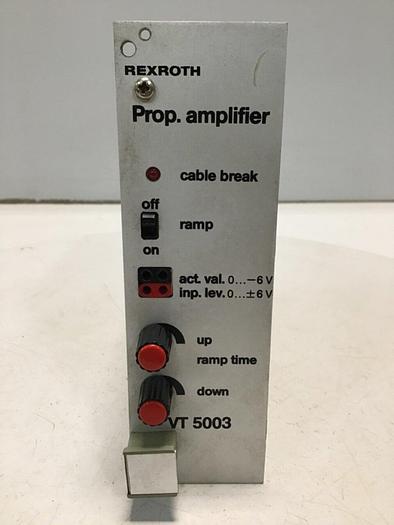 REXROTH
Prop. amplifier
cable break
off
ramp
on
act. val. 0...−6 V
inp. lev. 0...±6 V
up
ramp time
down
VT 5003